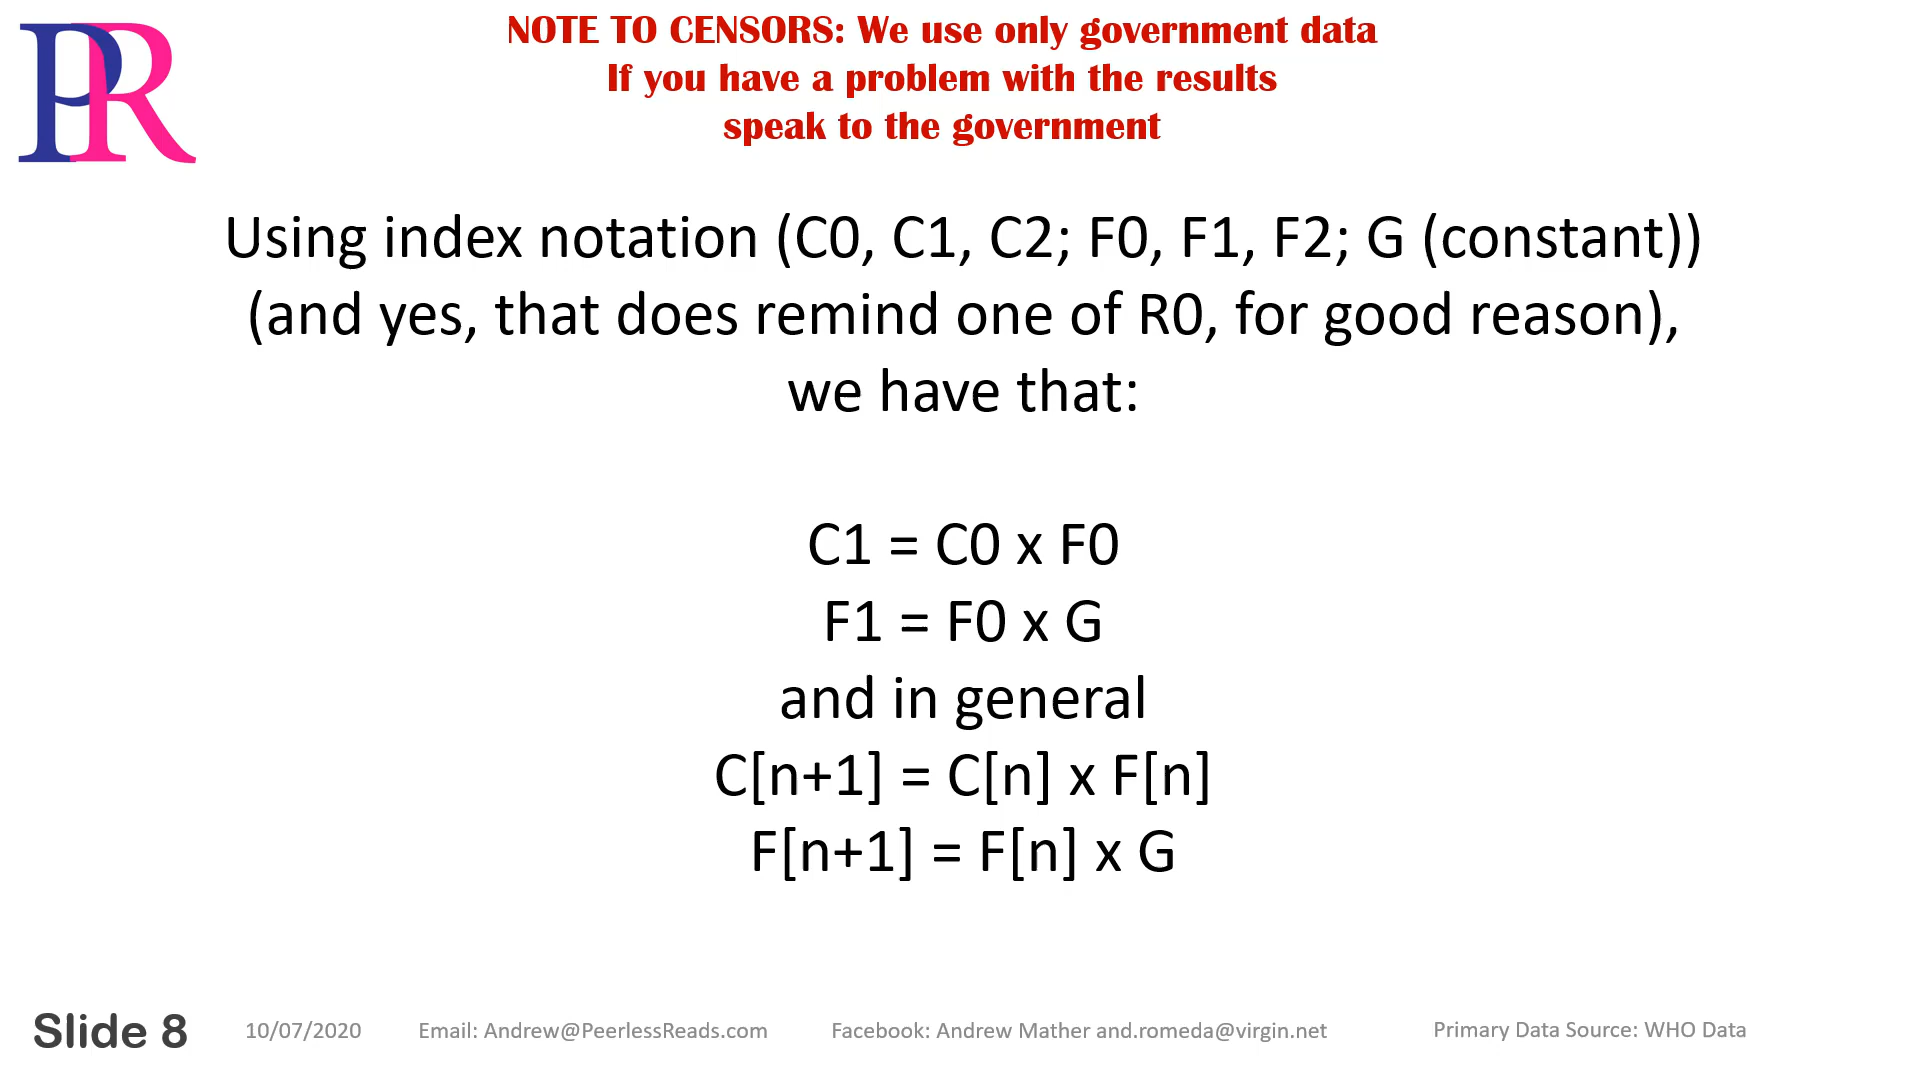 PR
NOTE TO CENSORS: We use only government data
If you have a problem with the results
speak to the government
Using index notation (C0, C1, C2; F0, F1, F2; G (constant))
(and yes, that does remind one of R0, for good reason),
we have that:
C1 = C0 x F0
F1 = F0 x G
and in general
C[n+1] = C[n] x F[n]
F[n+1] = F[n] x G
Slide 8 10/07/2020 Email: Andrew@PeerlessReads.com Facebook: Andrew Mather and.romeda@virgin.net Primary Data Source: WHO Data